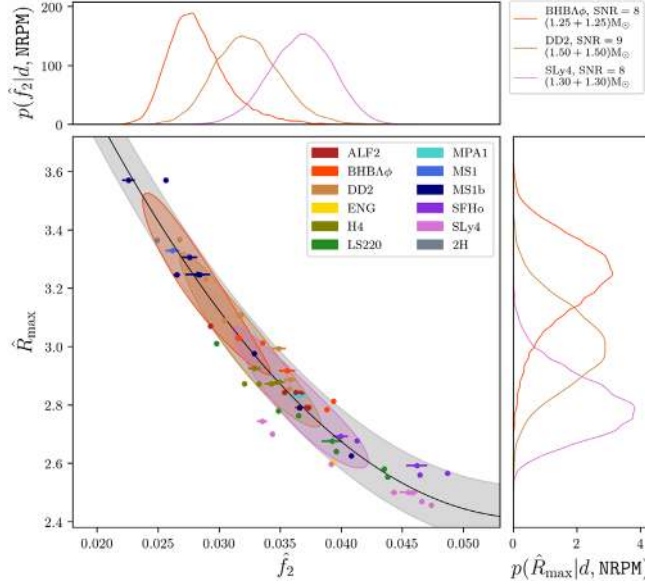 200
100
0
p(f̂₂|d, NRPM)
BHBΛϕ, SNR = 8
(1.25 + 1.25)M⊙
DD2, SNR = 9
(1.50 + 1.50)M⊙
SLy4, SNR = 8
(1.30 + 1.30)M⊙
ALF2
BHBΛϕ
DD2
ENG
H4
LS220
MPA1
MS1
MS1b
SFHo
SLy4
2H
3.6
3.4
3.2
3.0
2.8
2.6
2.4
R̂max
0.020 0.025 0.030 0.035 0.040 0.045 0.050
f̂₂
0 2 4
p(R̂max|d, NRPM)